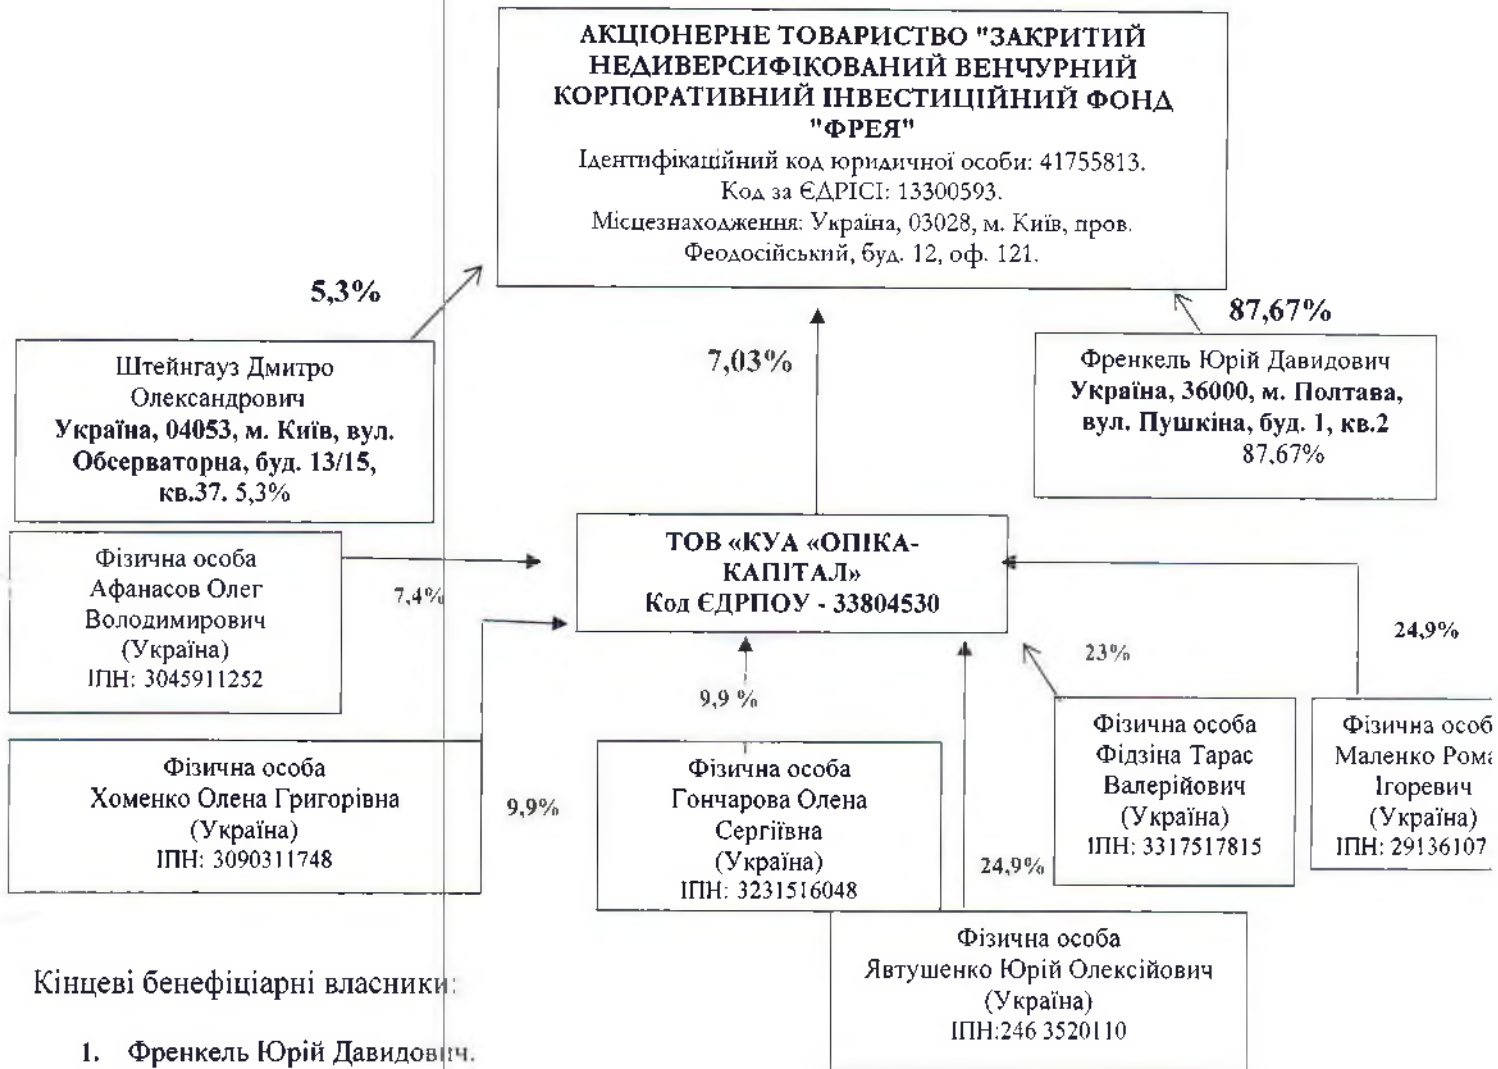 АКЦІОНЕРНЕ ТОВАРИСТВО "ЗАКРИТИЙ
НЕДИВЕРСИФІКОВАНИЙ ВЕНЧУРНИЙ
КОРПОРАТИВНИЙ ІНВЕСТИЦІЙНИЙ ФОНД
"ФРЕЯ"
Ідентифікаційний код юридичної особи: 41755813.
Код за ЄДРІСІ: 13300593.
Місцезнаходження: Україна, 03028, м. Київ, пров.
Феодосійський, буд. 12, оф. 121.
5,3%
87,67%
7,03%
Штейнгауз Дмитро
Олександрович
Україна, 04053, м. Київ, вул.
Обсерваторна, буд. 13/15,
кв.37. 5,3%
Френкель Юрій Давидович
Україна, 36000, м. Полтава,
вул. Пушкіна, буд. 1, кв.2
87,67%
Фізична особа
Афанасов Олег
Володимирович
(Україна)
ІПН: 3045911252
7,4%
ТОВ «КУА «ОПІКА-
КАПІТАЛ»
Код ЄДРПОУ - 33804530
24,9%
23%
9,9 %
Фізична особа
Хоменко Олена Григорівна
(Україна)
ІПН: 3090311748
9,9%
Фізична особа
Гончарова Олена
Сергіївна
(Україна)
ІПН: 3231516048
24,9%
Фізична особа
Фідзіна Тарас
Валерійович
(Україна)
ІПН: 3317517815
Фізична особ
Маленко Рома
Ігоревич
(Україна)
ІПН: 29136107
Фізична особа
Явтушенко Юрій Олексійович
(Україна)
ІПН:246 3520110
Кінцеві бенефіціарні власники:
1. Френкель Юрій Давидович.